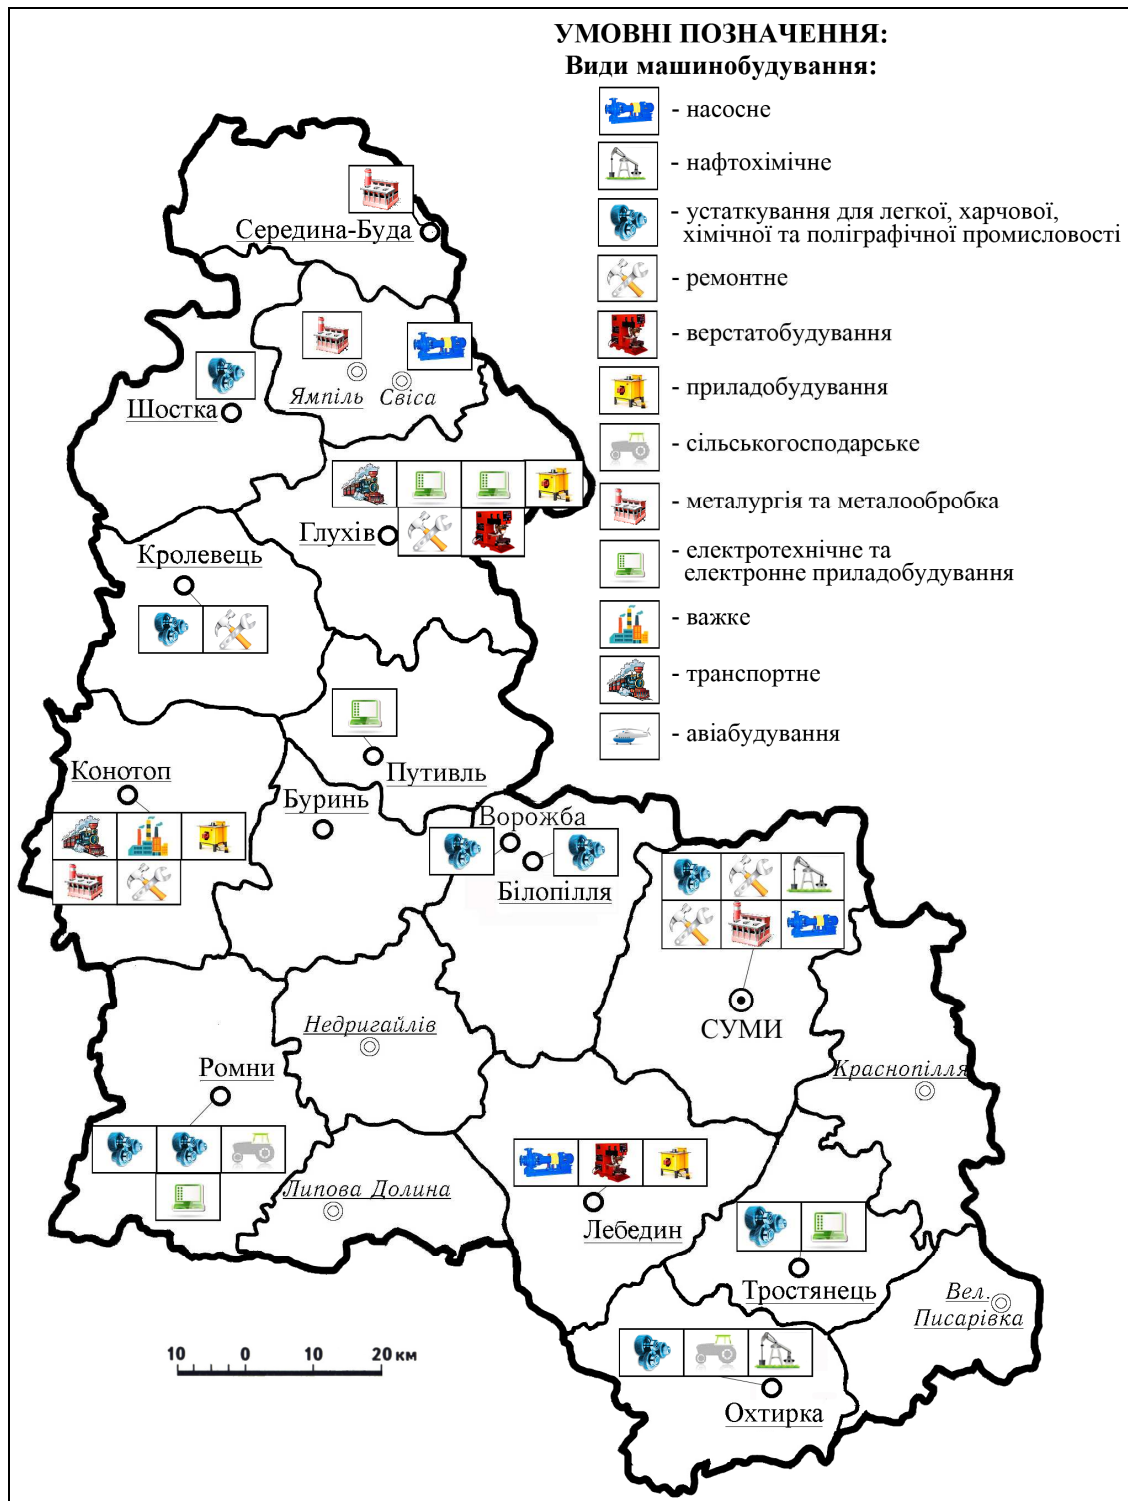 УМОВНІ ПОЗНАЧЕННЯ:
Види машинобудування:
- насосне
- нафтохімічне
- устаткування для легкої, харчової,
хімічної та поліграфічної промисловості
- ремонтне
- верстатобудування
- приладобудування
- сільськогосподарське
- металургія та металообробка
- електротехнічне та
електронне приладобудування
- важке
- транспортне
- авіабудування
Середина-Буда
Ямпіль
Свіса
Шостка
Глухів
Кролевець
Конотоп
Путивль
Буринь
Ворожба
Білопілля
СУМИ
Недригайлів
Краснопілля
Ромни
Липова Долина
Лебедин
Тростянець
Вел.
Писарівка
Охтирка
10 0 10 20 км